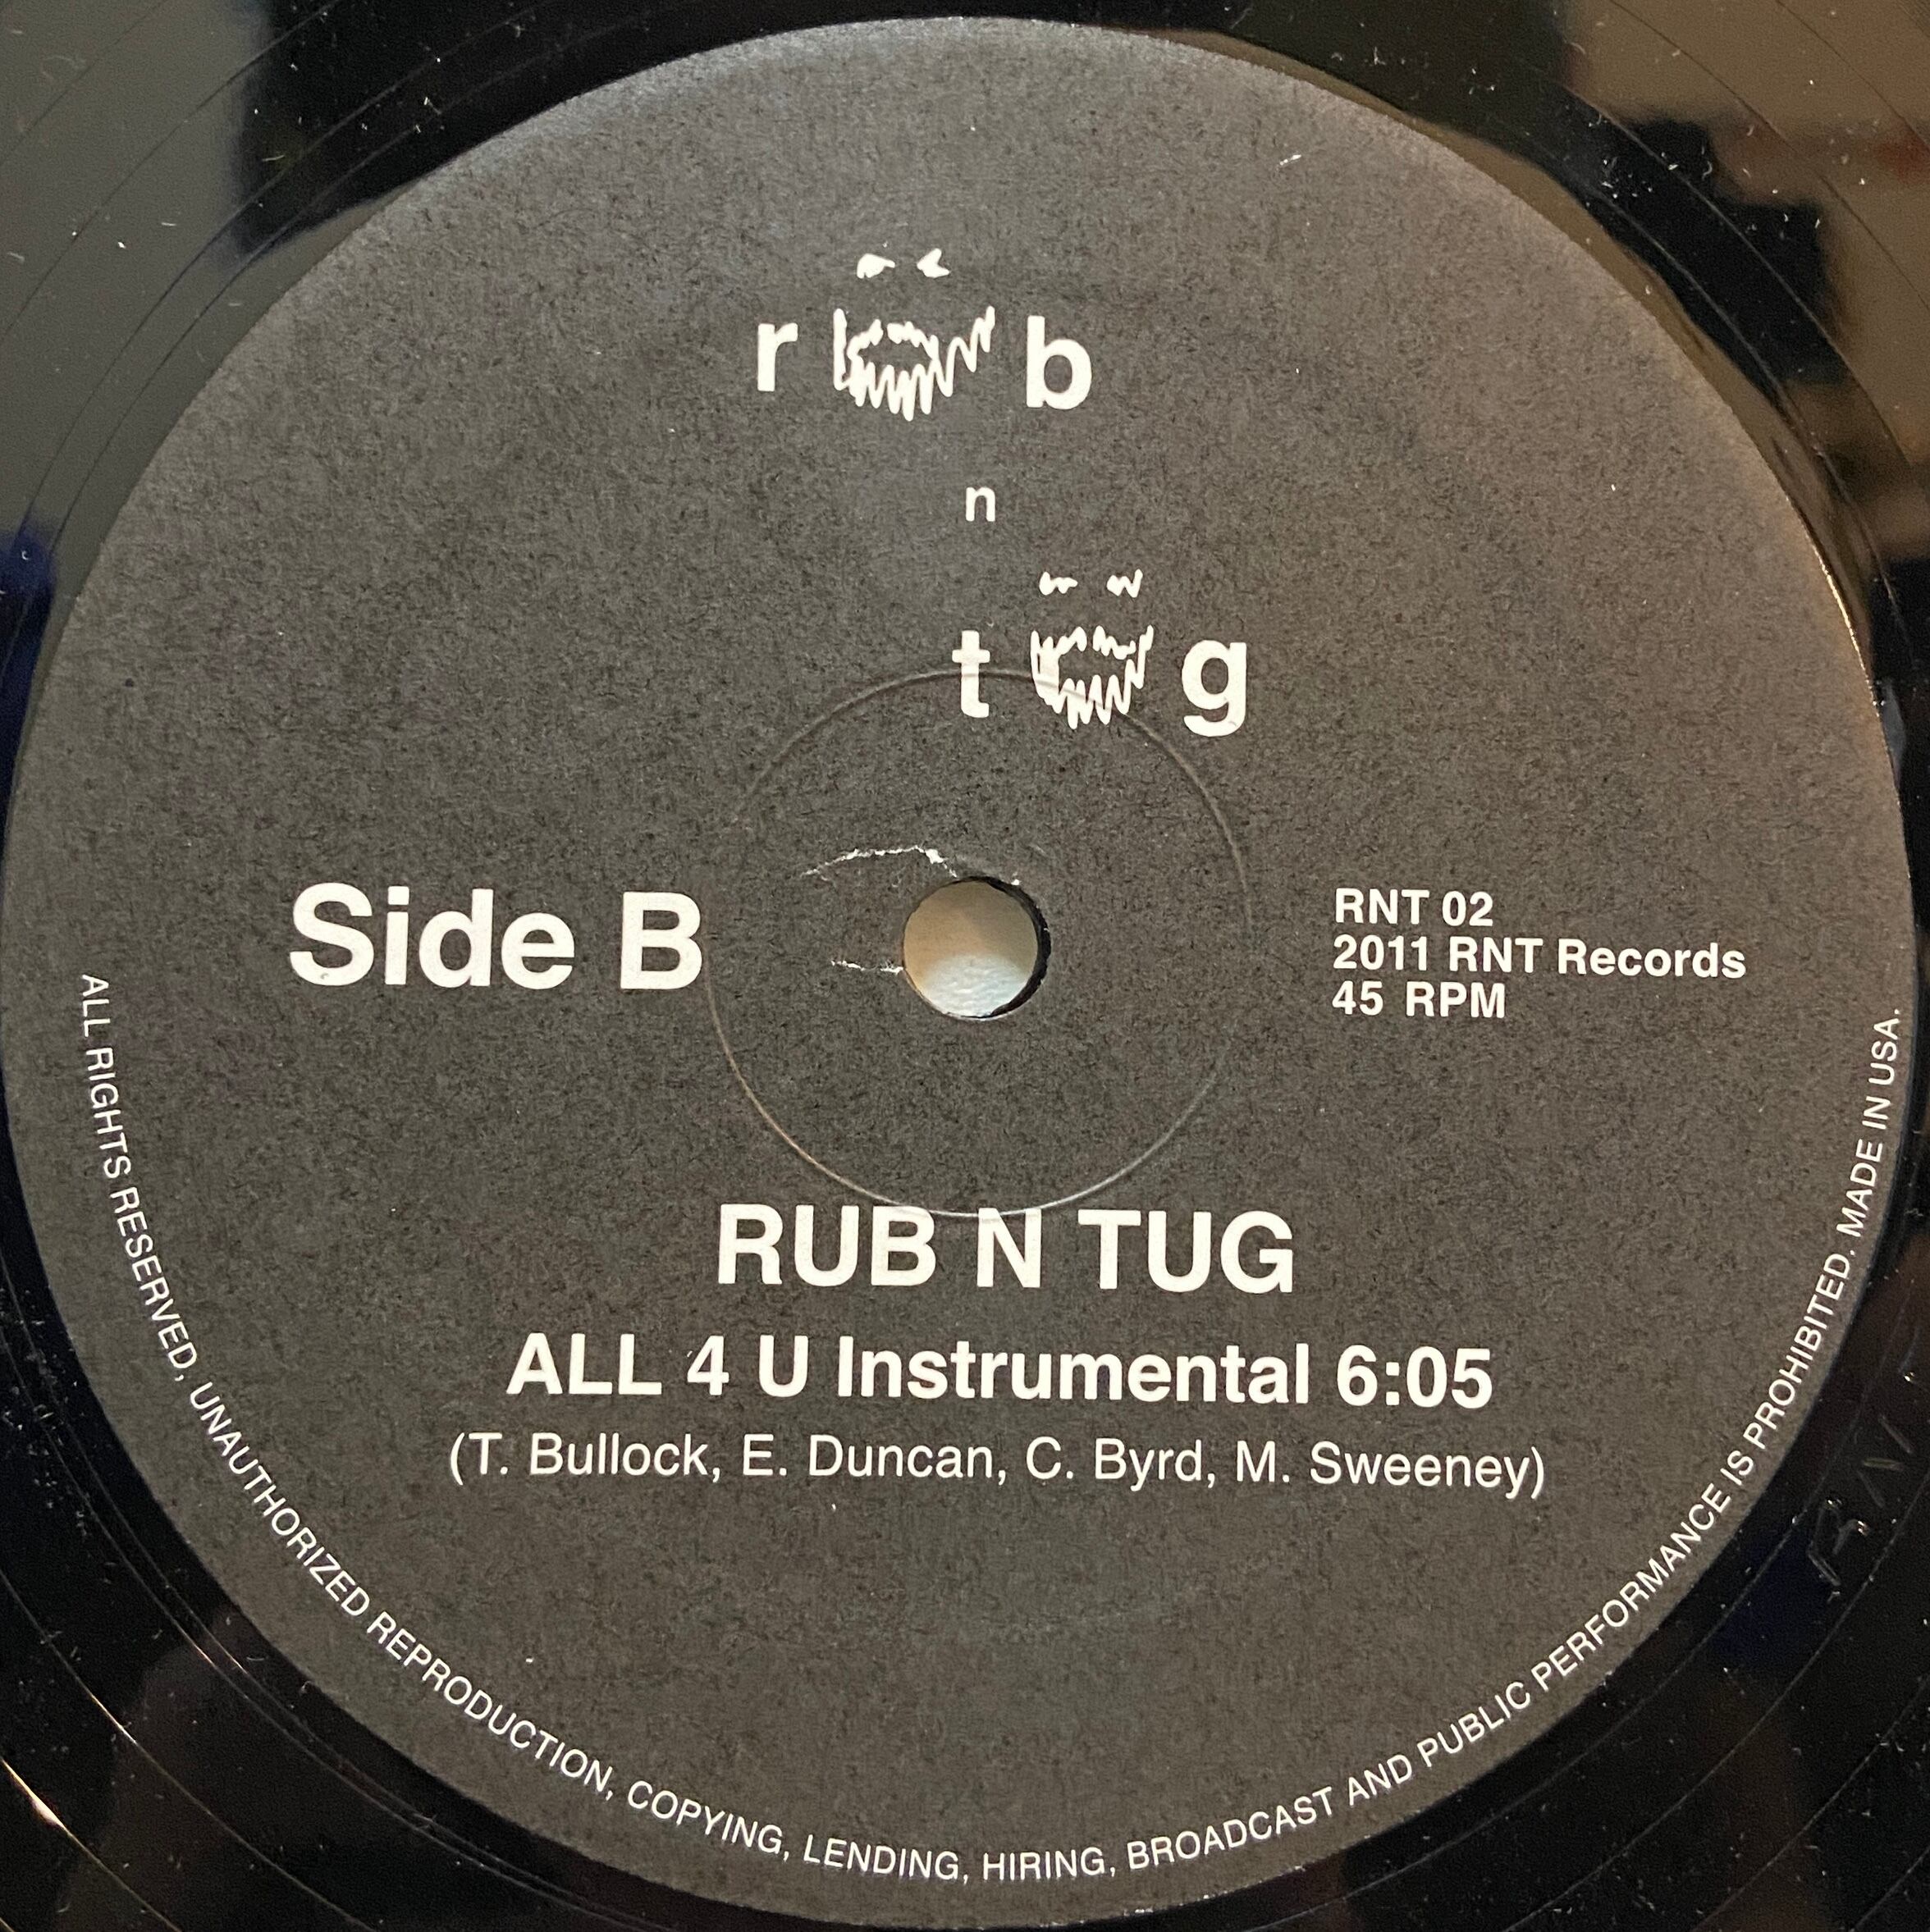 r b
n
t g
Side B
RNT 02
2011 RNT Records
45 RPM
RUB N TUG
ALL 4 U Instrumental 6:05
(T. Bullock, E. Duncan, C. Byrd, M. Sweeney)
ALL RIGHTS RESERVED, UNAUTHORIZED REPRODUCTION, COPYING, LENDING, HIRING, BROADCAST AND PUBLIC PERFORMANCE IS PROHIBITED. MADE IN USA.